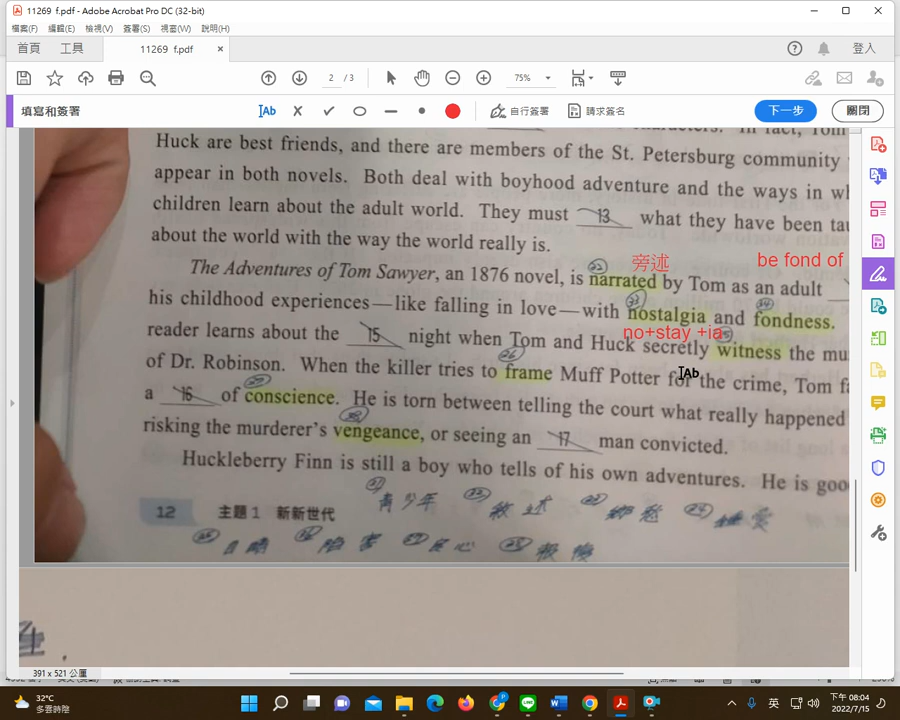 11269 f.pdf - Adobe Acrobat Pro DC (32-bit)
檔案(F) 編輯(E) 檢視(V) 簽署(S) 視窗(W) 說明(H)
首頁 工具 11269 f.pdf × 登入
2 / 3 75%
填寫和簽署 Ab 自行簽署 請求簽名 下一步 關閉
characters. In fact, Tom
Huck are best friends, and there are members of the St. Petersburg community
appear in both novels. Both deal with boyhood adventure and the ways in wh
children learn about the adult world. They must 13 what they have been tau
about the world with the way the world really is.
旁述 be fond of
The Adventures of Tom Sawyer, an 1876 novel, is narrated by Tom as an adult
his childhood experiences—like falling in love—with nostalgia and fondness.
no+stay +ia
reader learns about the 15 night when Tom and Huck secretly witness the mu
of Dr. Robinson. When the killer tries to frame Muff Potter for the crime, Tom fa
a 16 of conscience. He is torn between telling the court what really happened
risking the murderer's vengeance, or seeing an 17 man convicted.
Huckleberry Finn is still a boy who tells of his own adventures. He is goo
青少年 敘述 鄉愁
12 主題1 新新世代
目睹 陷害 良心 報復
391 x 521 公釐
32°C
多雲時陰
英
下午 08:04
2022/7/15